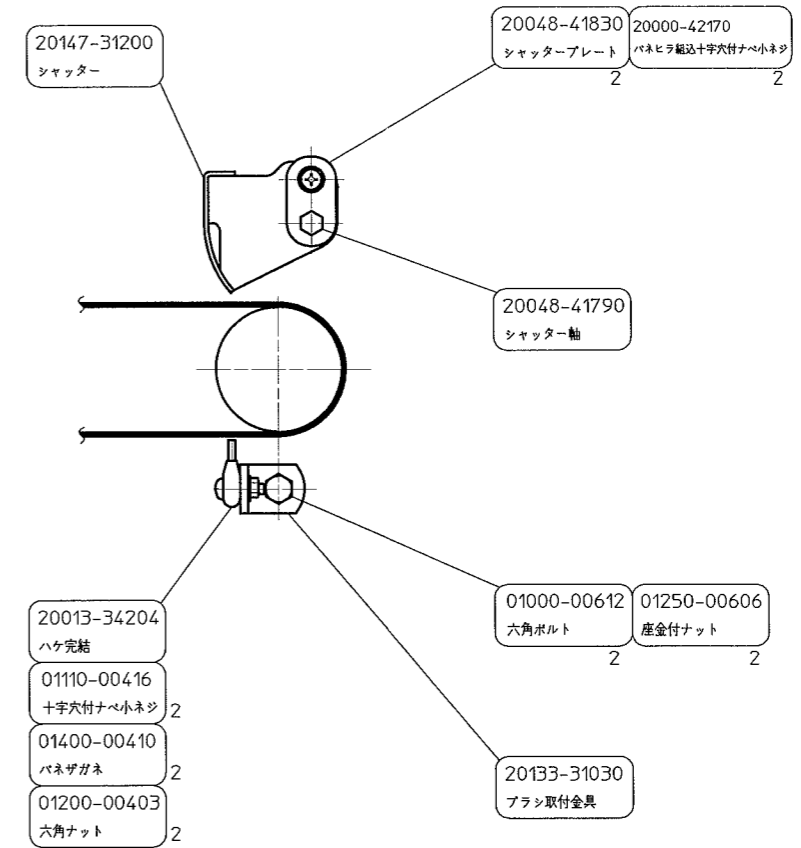 20147-31200
シャッター
20048-41830
シャッタープレート
2
20000-42170
バネヒラ組込十字穴付ナベ小ネジ
2
20048-41790
シャッター軸
20013-34204
ハケ完結
01110-00416
十字穴付ナベ小ネジ
2
01400-00410
バネザガネ
2
01200-00403
六角ナット
2
01000-00612
六角ボルト
2
01250-00606
座金付ナット
2
20133-31030
ブラシ取付金具